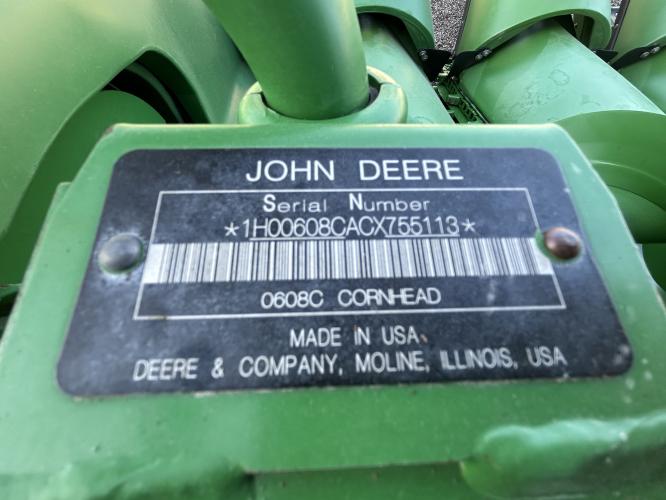 JOHN DEERE
Serial Number
*1H00608CACX755113*
0608C CORNHEAD
MADE IN USA
DEERE & COMPANY, MOLINE, ILLINOIS, USA